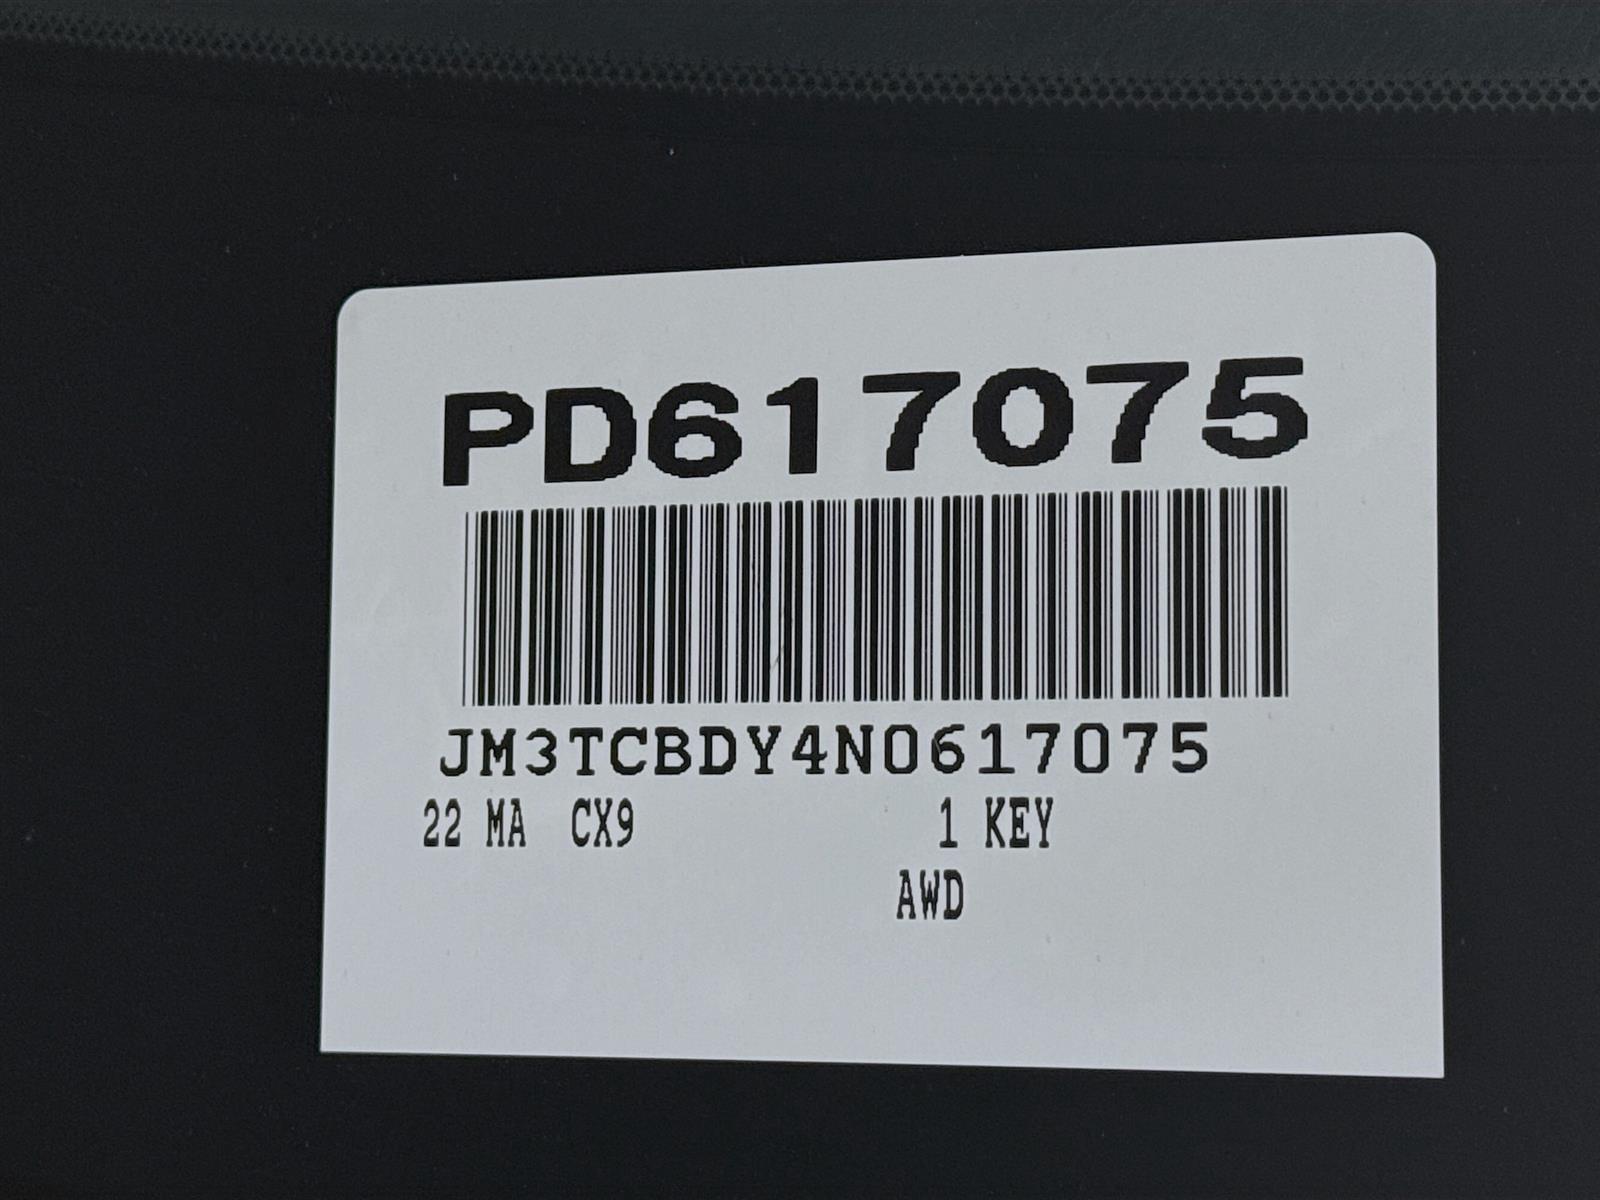 PD617075
JM3TCBDY4N0617075
22 MA CX9 1 KEY
AWD